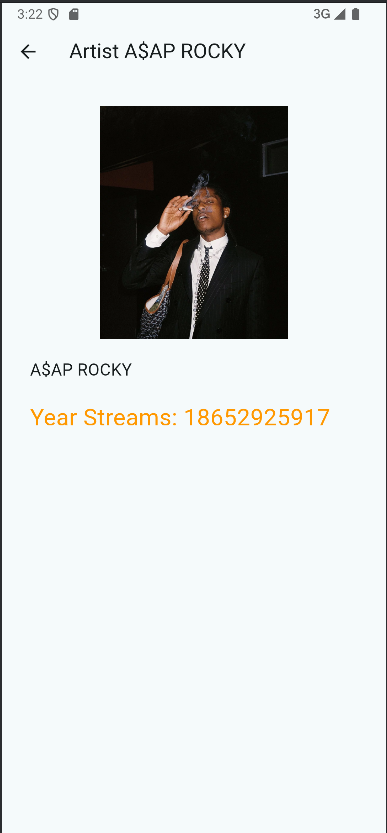 3:22
3G
Artist A$AP ROCKY
A$AP ROCKY
Year Streams: 18652925917